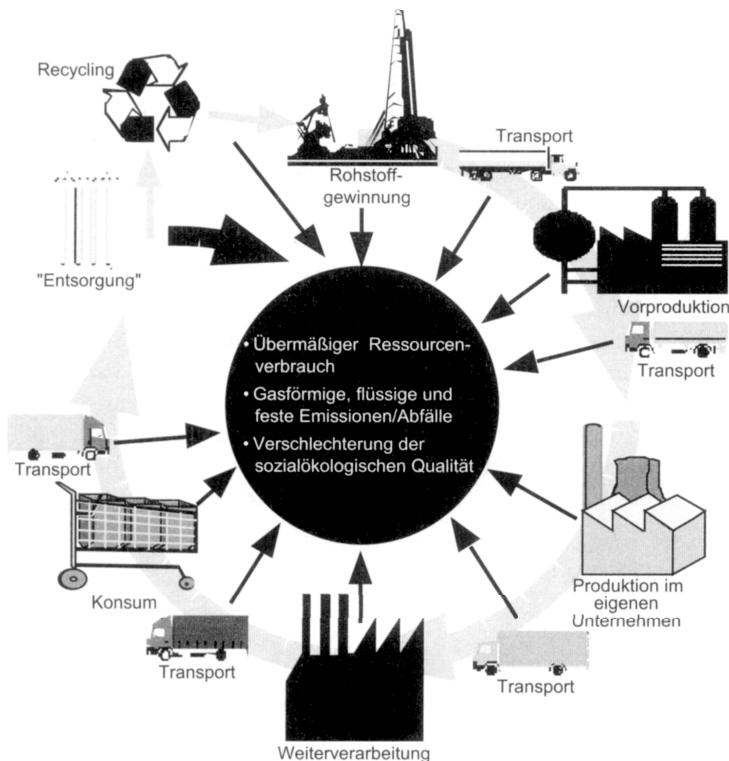 Recycling
Transport
Rohstoff-
gewinnung
"Entsorgung"
Vorproduktion
Transport
• Übermäßiger Ressourcen-
verbrauch
• Gasförmige, flüssige und
feste Emissionen/Abfälle
• Verschlechterung der
sozialökologischen Qualität
Transport
Konsum
Produktion im
eigenen
Unternehmen
Transport
Transport
Weiterverarbeitung